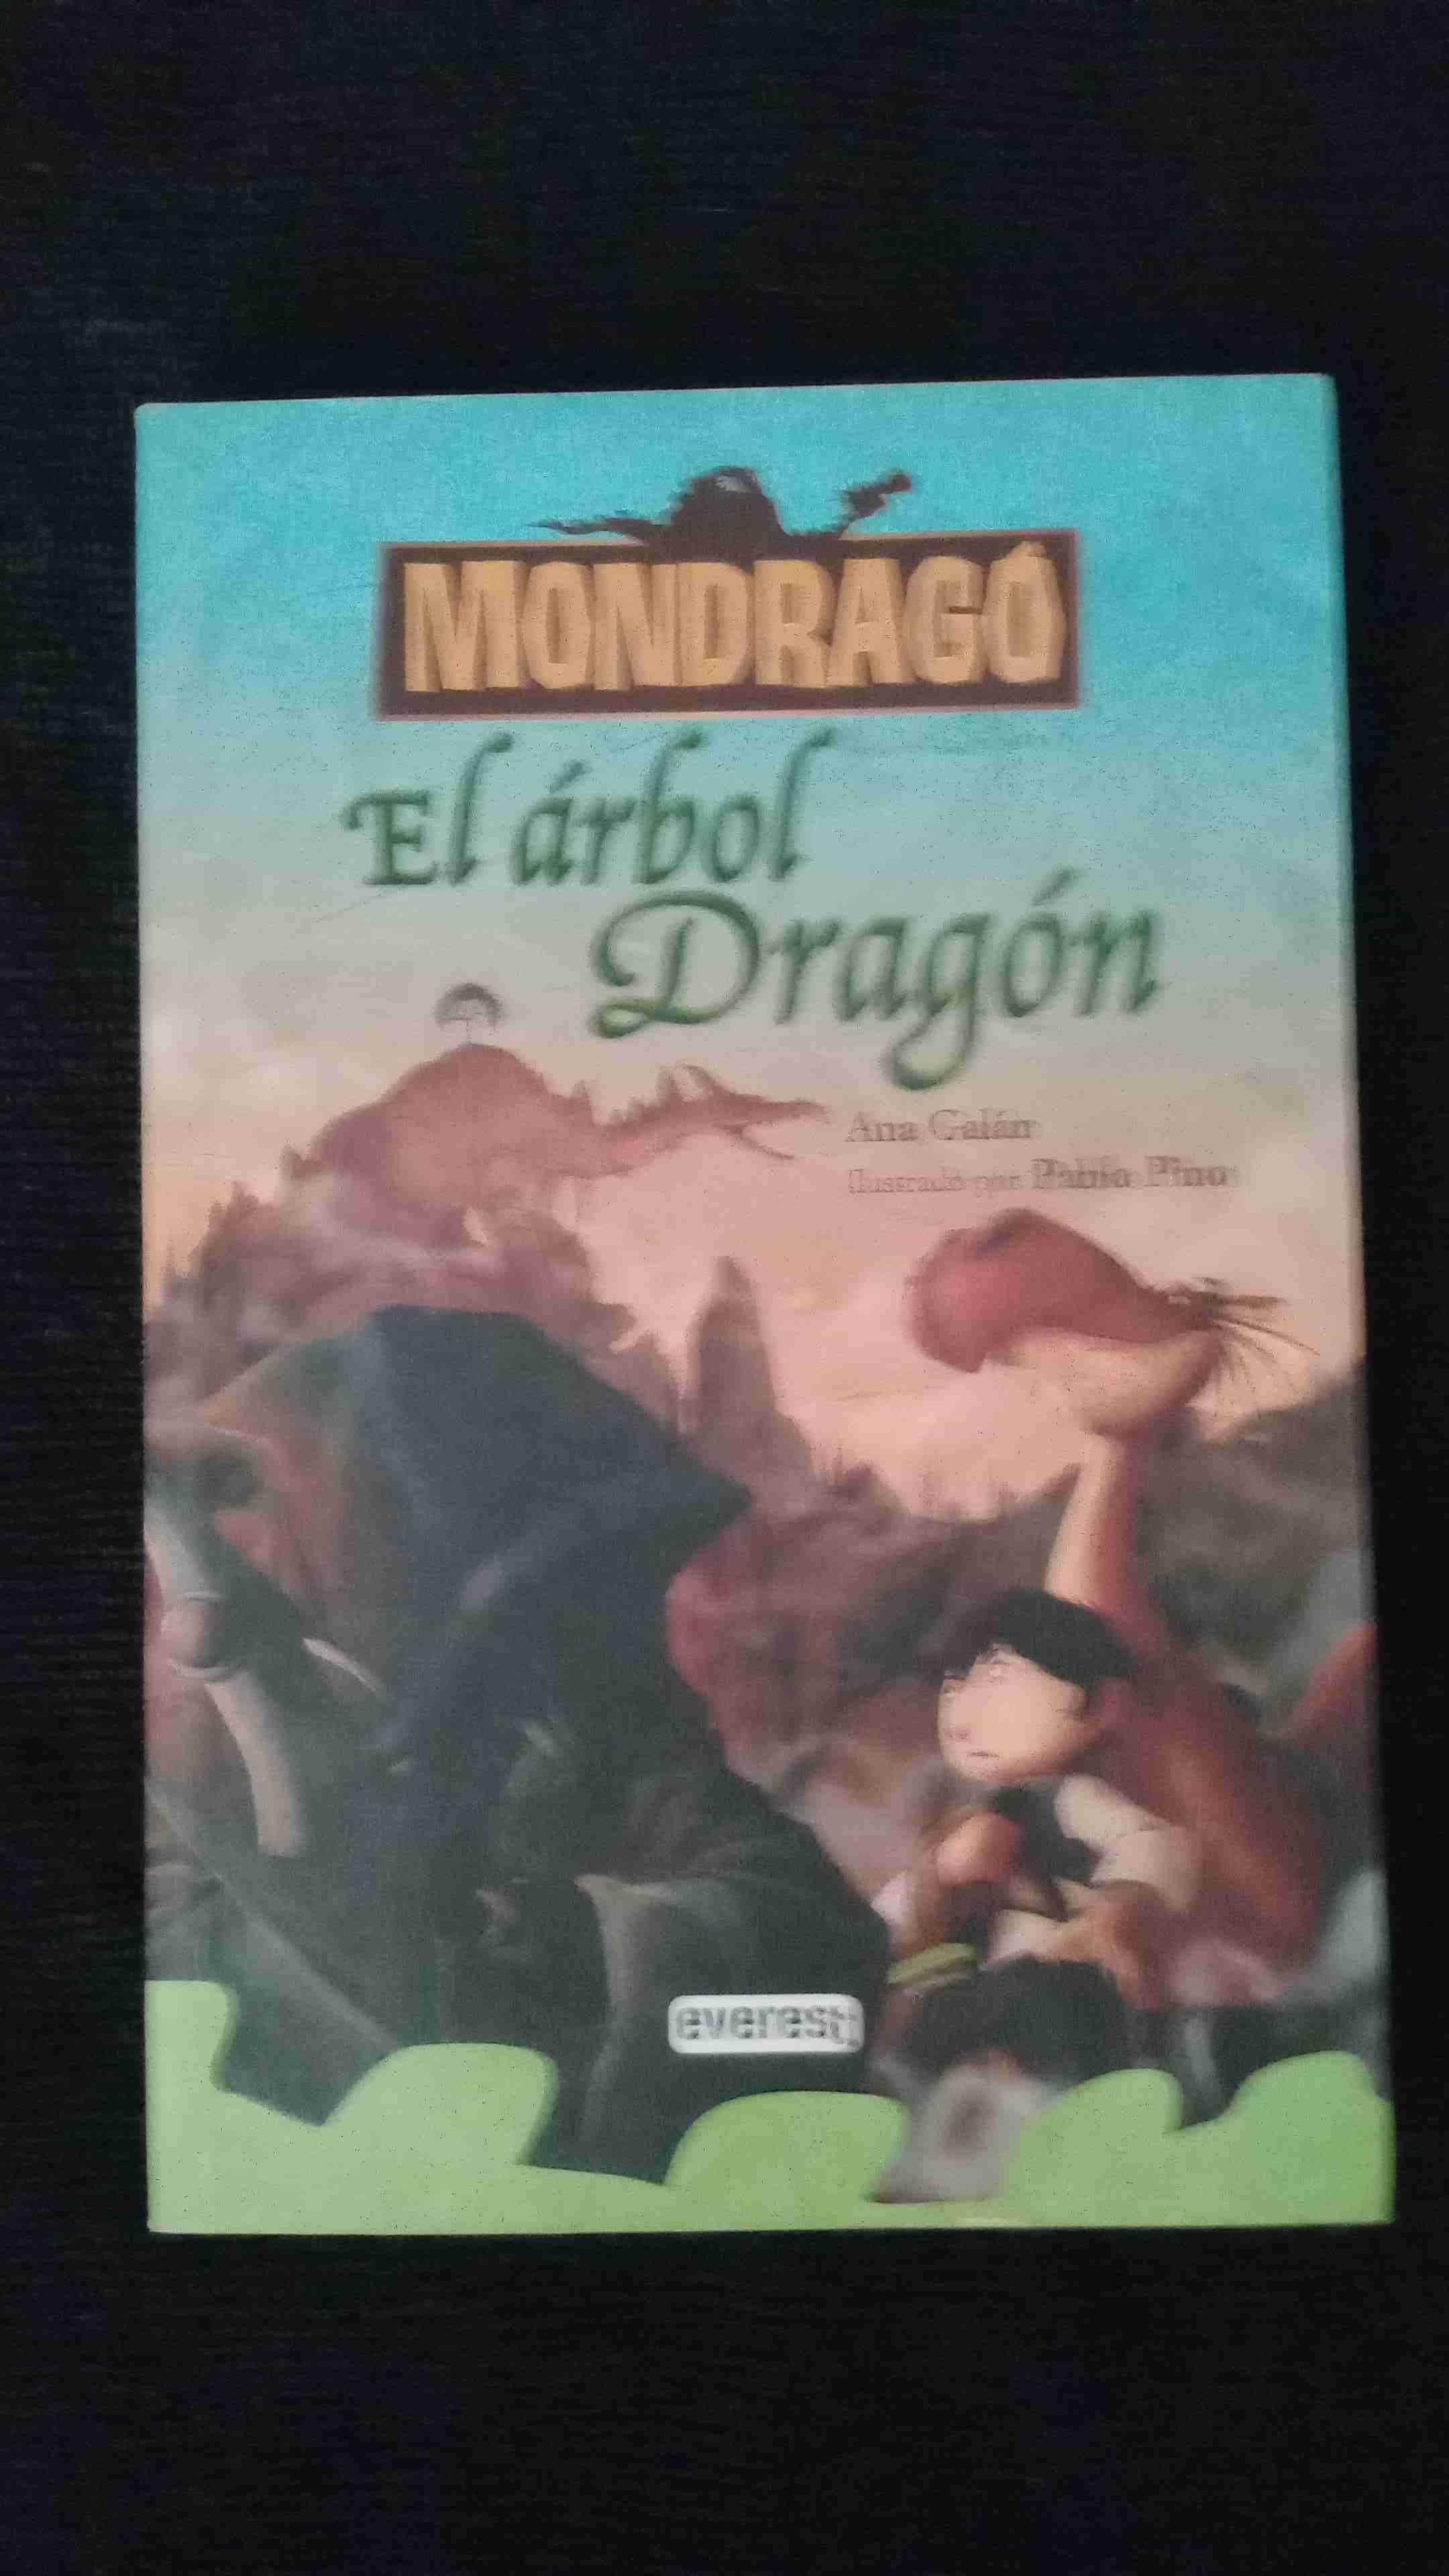 MONDRAGÓ
El árbol
Dragón
Ana Galán
Ilustrado por Pablo Pino
everest